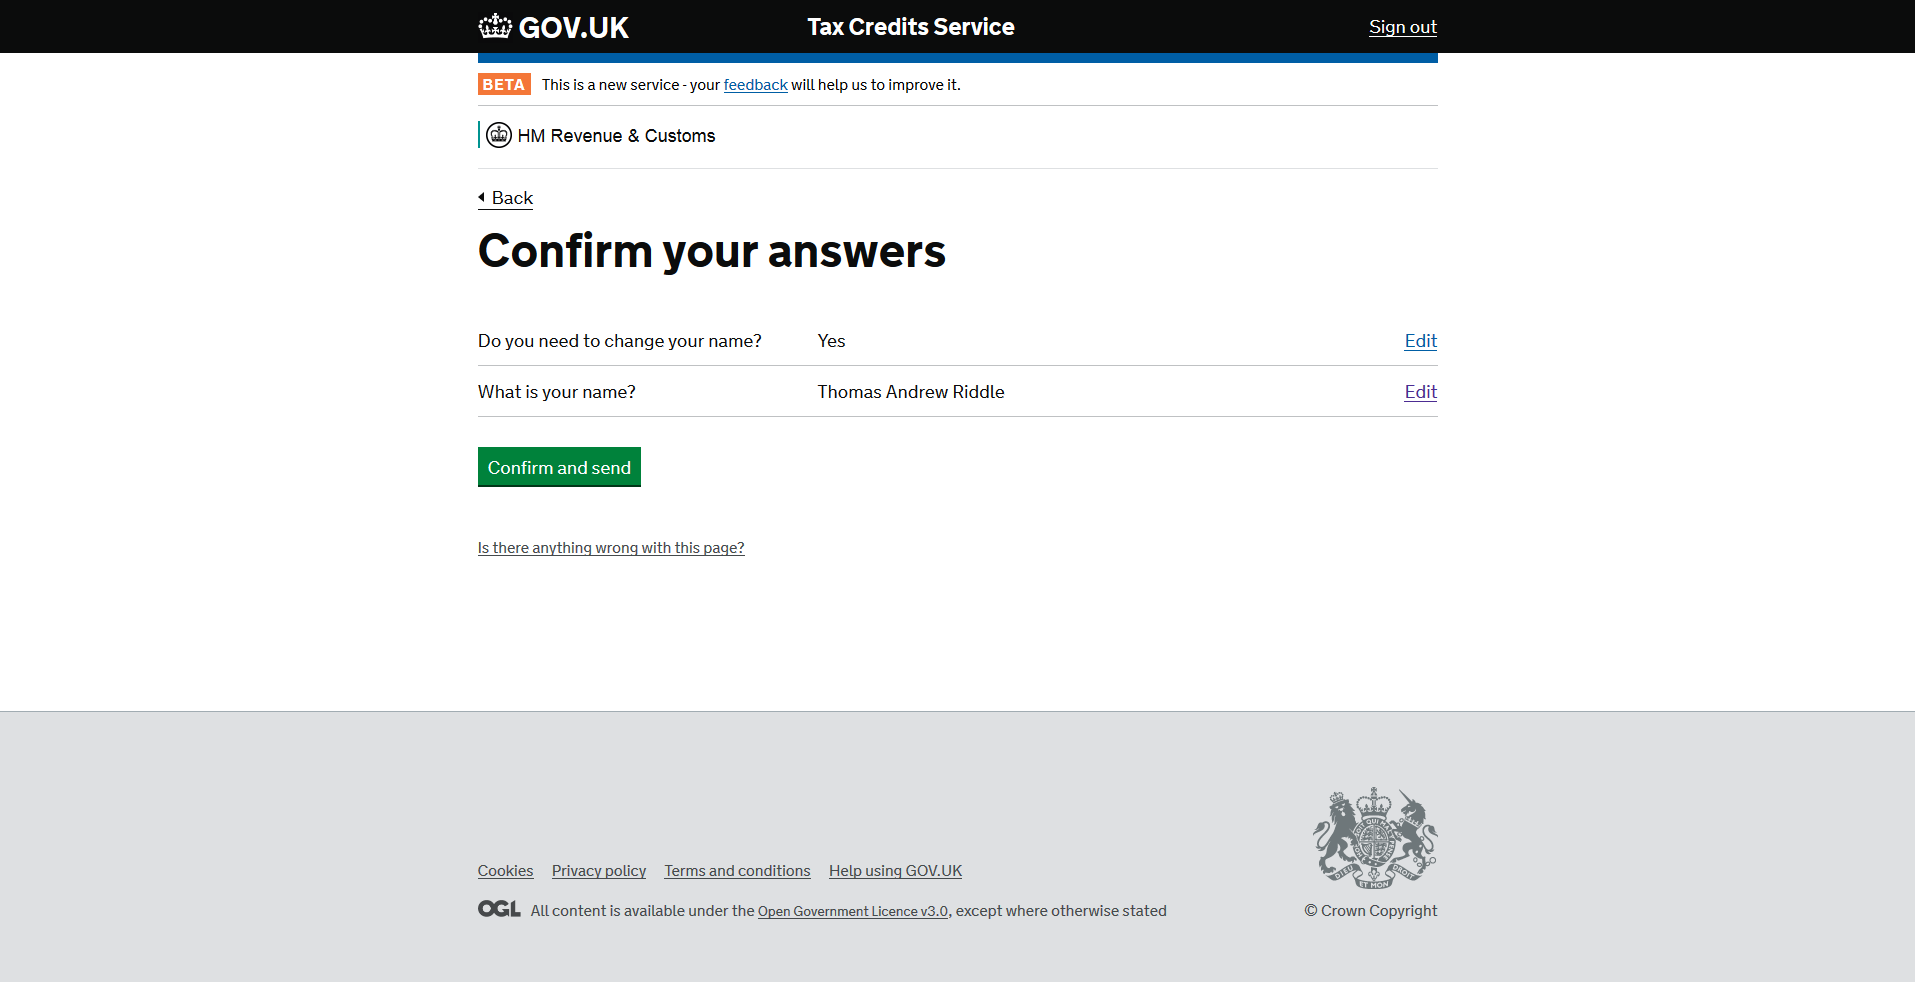 GOV.UK Tax Credits Service Sign out
BETA This is a new service - your feedback will help us to improve it.
HM Revenue & Customs
Back
Confirm your answers
Do you need to change your name? Yes Edit
What is your name? Thomas Andrew Riddle Edit
Confirm and send
Is there anything wrong with this page?
Cookies Privacy policy Terms and conditions Help using GOV.UK
OGL All content is available under the Open Government Licence v3.0, except where otherwise stated
© Crown Copyright
DIEU ET MON DROIT